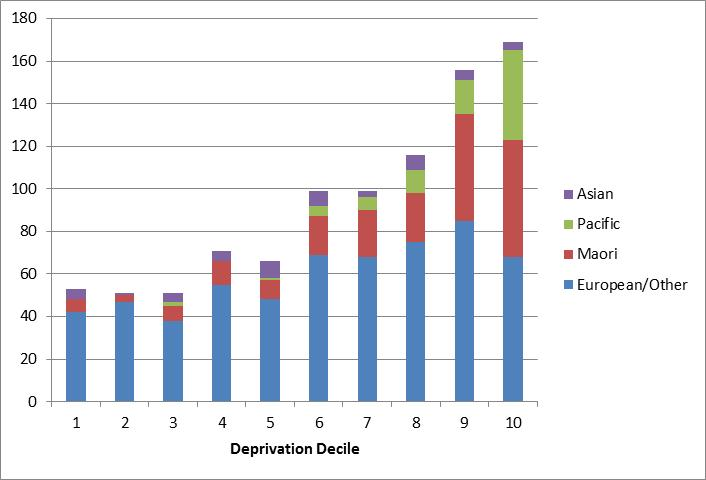 180
160
140
120
100
80
60
40
20
0
1 2 3 4 5 6 7 8 9 10
Deprivation Decile
Asian
Pacific
Maori
European/Other